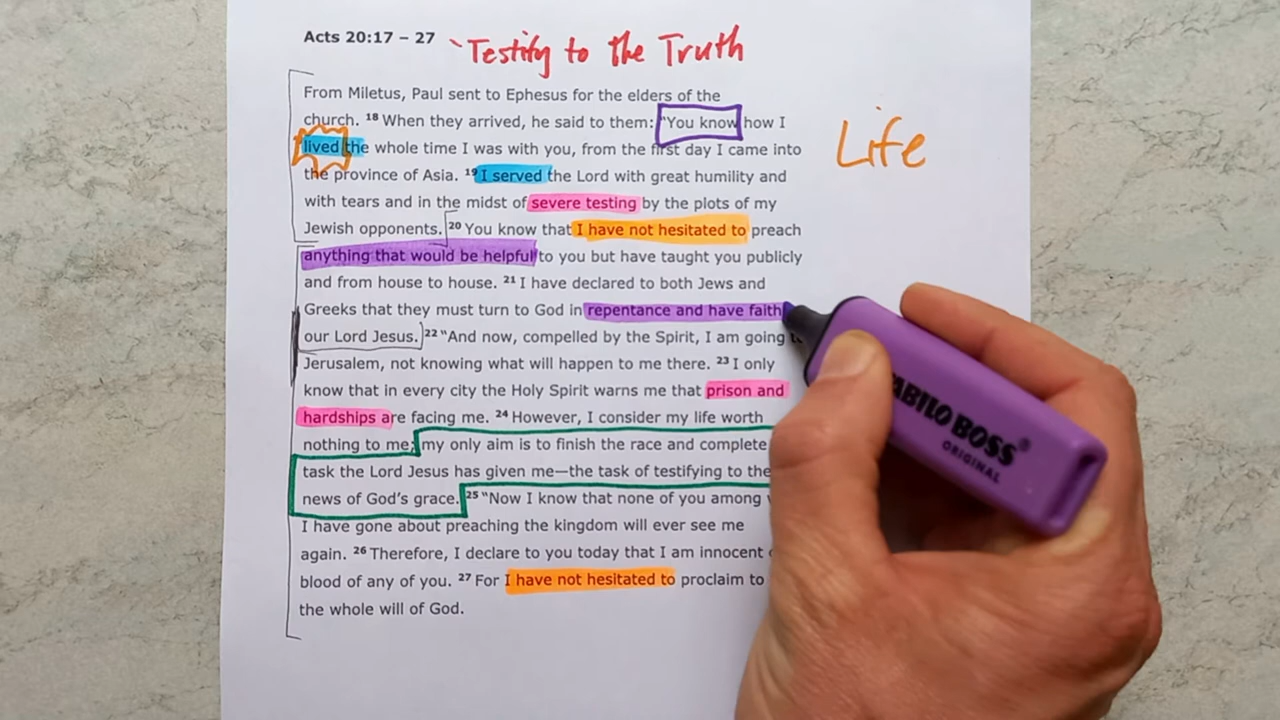 Acts 20:17 – 27
Testify to the Truth
From Miletus, Paul sent to Ephesus for the elders of the
church. 18 When they arrived, he said to them: "You know how I
lived the whole time I was with you, from the first day I came into
the province of Asia. 19 I served the Lord with great humility and
with tears and in the midst of severe testing by the plots of my
Jewish opponents. 20 You know that I have not hesitated to preach
anything that would be helpful to you but have taught you publicly
and from house to house. 21 I have declared to both Jews and
Greeks that they must turn to God in repentance and have faith
our Lord Jesus. 22 "And now, compelled by the Spirit, I am going
Jerusalem, not knowing what will happen to me there. 23 I only
know that in every city the Holy Spirit warns me that prison and
hardships are facing me. 24 However, I consider my life worth
nothing to me; my only aim is to finish the race and complete
task the Lord Jesus has given me—the task of testifying to the
news of God's grace. 25 "Now I know that none of you among
I have gone about preaching the kingdom will ever see me
again. 26 Therefore, I declare to you today that I am innocent
blood of any of you. 27 For I have not hesitated to proclaim to
the whole will of God.
Life
STABILO BOSS®
ORIGINAL